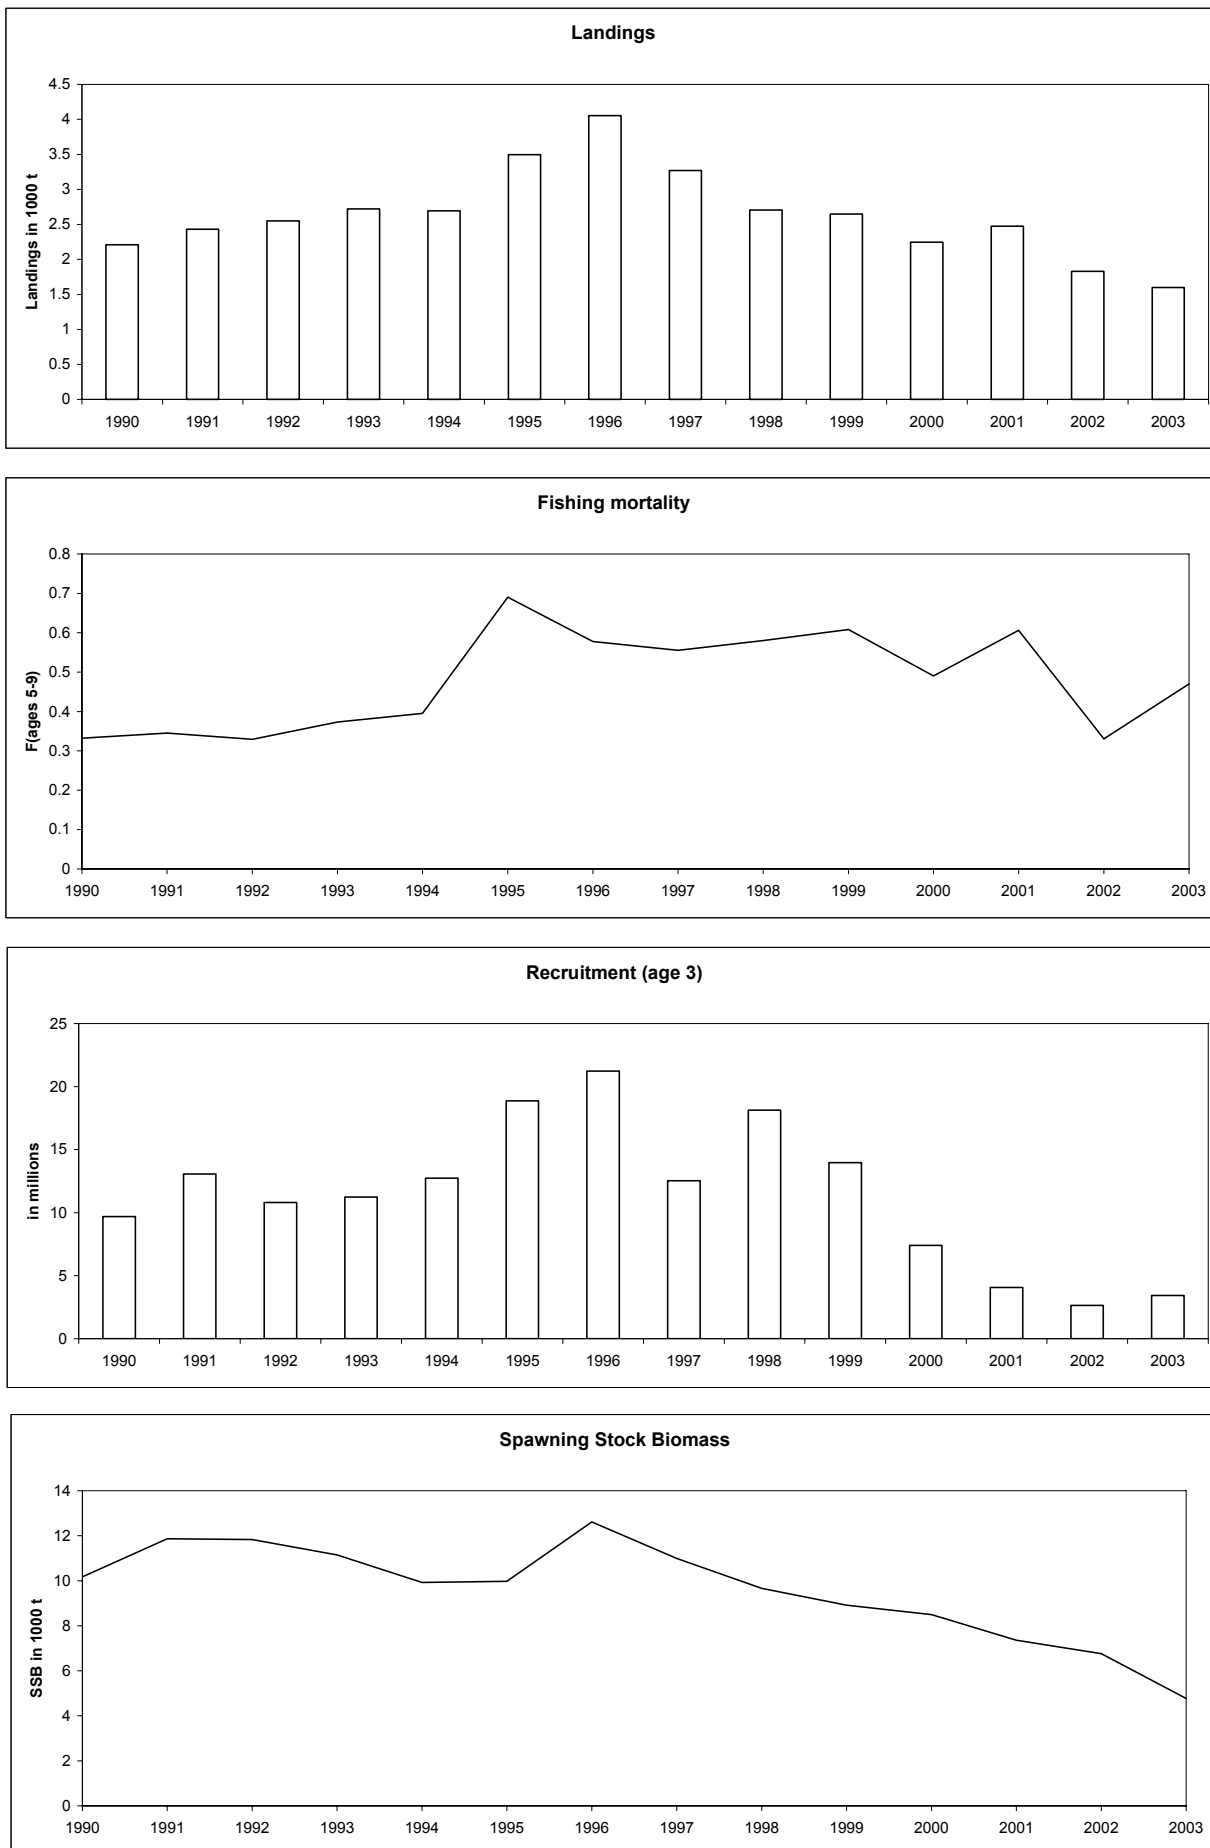 Landings
Landings in 1000 t
4.5
4
3.5
3
2.5
2
1.5
1
0.5
0
1990 1991 1992 1993 1994 1995 1996 1997 1998 1999 2000 2001 2002 2003
Fishing mortality
F(ages 5-9)
0.8
0.7
0.6
0.5
0.4
0.3
0.2
0.1
0
1990 1991 1992 1993 1994 1995 1996 1997 1998 1999 2000 2001 2002 2003
Recruitment (age 3)
in millions
25
20
15
10
5
0
1990 1991 1992 1993 1994 1995 1996 1997 1998 1999 2000 2001 2002 2003
Spawning Stock Biomass
SSB in 1000 t
14
12
10
8
6
4
2
0
1990 1991 1992 1993 1994 1995 1996 1997 1998 1999 2000 2001 2002 2003